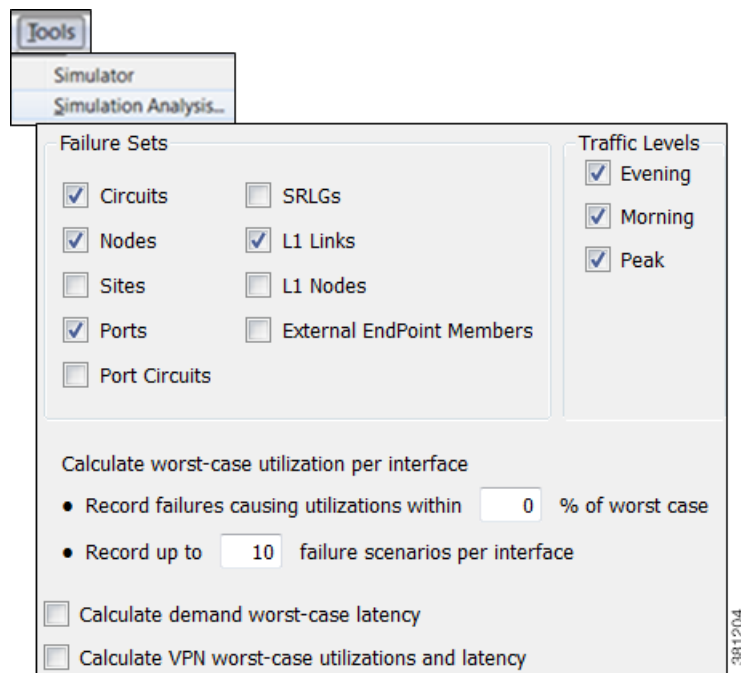 Tools
Simulator
Simulation Analysis...
Failure Sets
Circuits
SRLGs
Nodes
L1 Links
Sites
L1 Nodes
Ports
External EndPoint Members
Port Circuits
Traffic Levels
Evening
Morning
Peak
Calculate worst-case utilization per interface
• Record failures causing utilizations within 0 % of worst case
• Record up to 10 failure scenarios per interface
Calculate demand worst-case latency
Calculate VPN worst-case utilizations and latency
381204